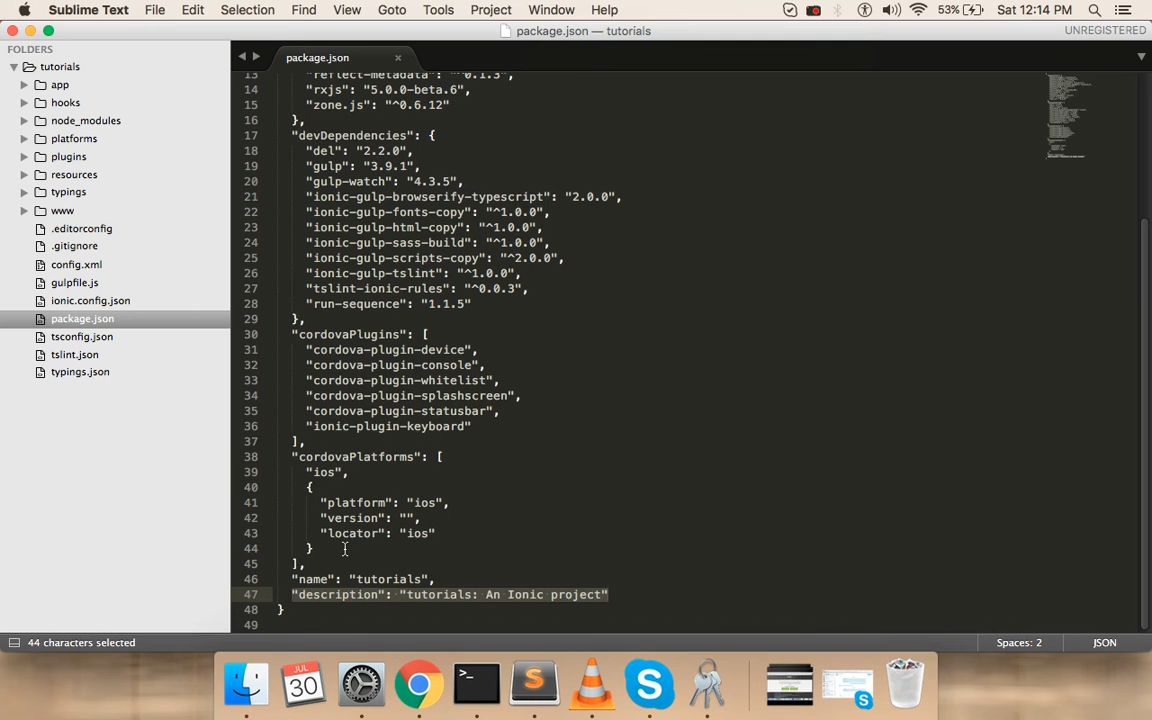 Sublime Text File Edit Selection Find View Goto Tools Project Window Help 53% Sat 12:14 PM
package.json — tutorials UNREGISTERED
FOLDERS
tutorials
app
hooks
node_modules
platforms
plugins
resources
typings
www
.editorconfig
.gitignore
config.xml
gulpfile.js
ionic.config.json
package.json
tsconfig.json
tslint.json
typings.json
package.json ×
13 "reflect-metadata": "^0.1.3",
14 "rxjs": "5.0.0-beta.6",
15 "zone.js": "^0.6.12"
16 },
17 "devDependencies": {
18 "del": "2.2.0",
19 "gulp": "3.9.1",
20 "gulp-watch": "4.3.5",
21 "ionic-gulp-browserify-typescript": "2.0.0",
22 "ionic-gulp-fonts-copy": "^1.0.0",
23 "ionic-gulp-html-copy": "^1.0.0",
24 "ionic-gulp-sass-build": "^1.0.0",
25 "ionic-gulp-scripts-copy": "^2.0.0",
26 "ionic-gulp-tslint": "^1.0.0",
27 "tslint-ionic-rules": "^0.0.3",
28 "run-sequence": "1.1.5"
29 },
30 "cordovaPlugins": [
31 "cordova-plugin-device",
32 "cordova-plugin-console",
33 "cordova-plugin-whitelist",
34 "cordova-plugin-splashscreen",
35 "cordova-plugin-statusbar",
36 "ionic-plugin-keyboard"
37 ],
38 "cordovaPlatforms": [
39 "ios",
40 {
41 "platform": "ios",
42 "version": "",
43 "locator": "ios"
44 }
45 ],
46 "name": "tutorials",
47 "description": "tutorials: An Ionic project"
48 }
49
44 characters selected Spaces: 2 JSON
JUL
30